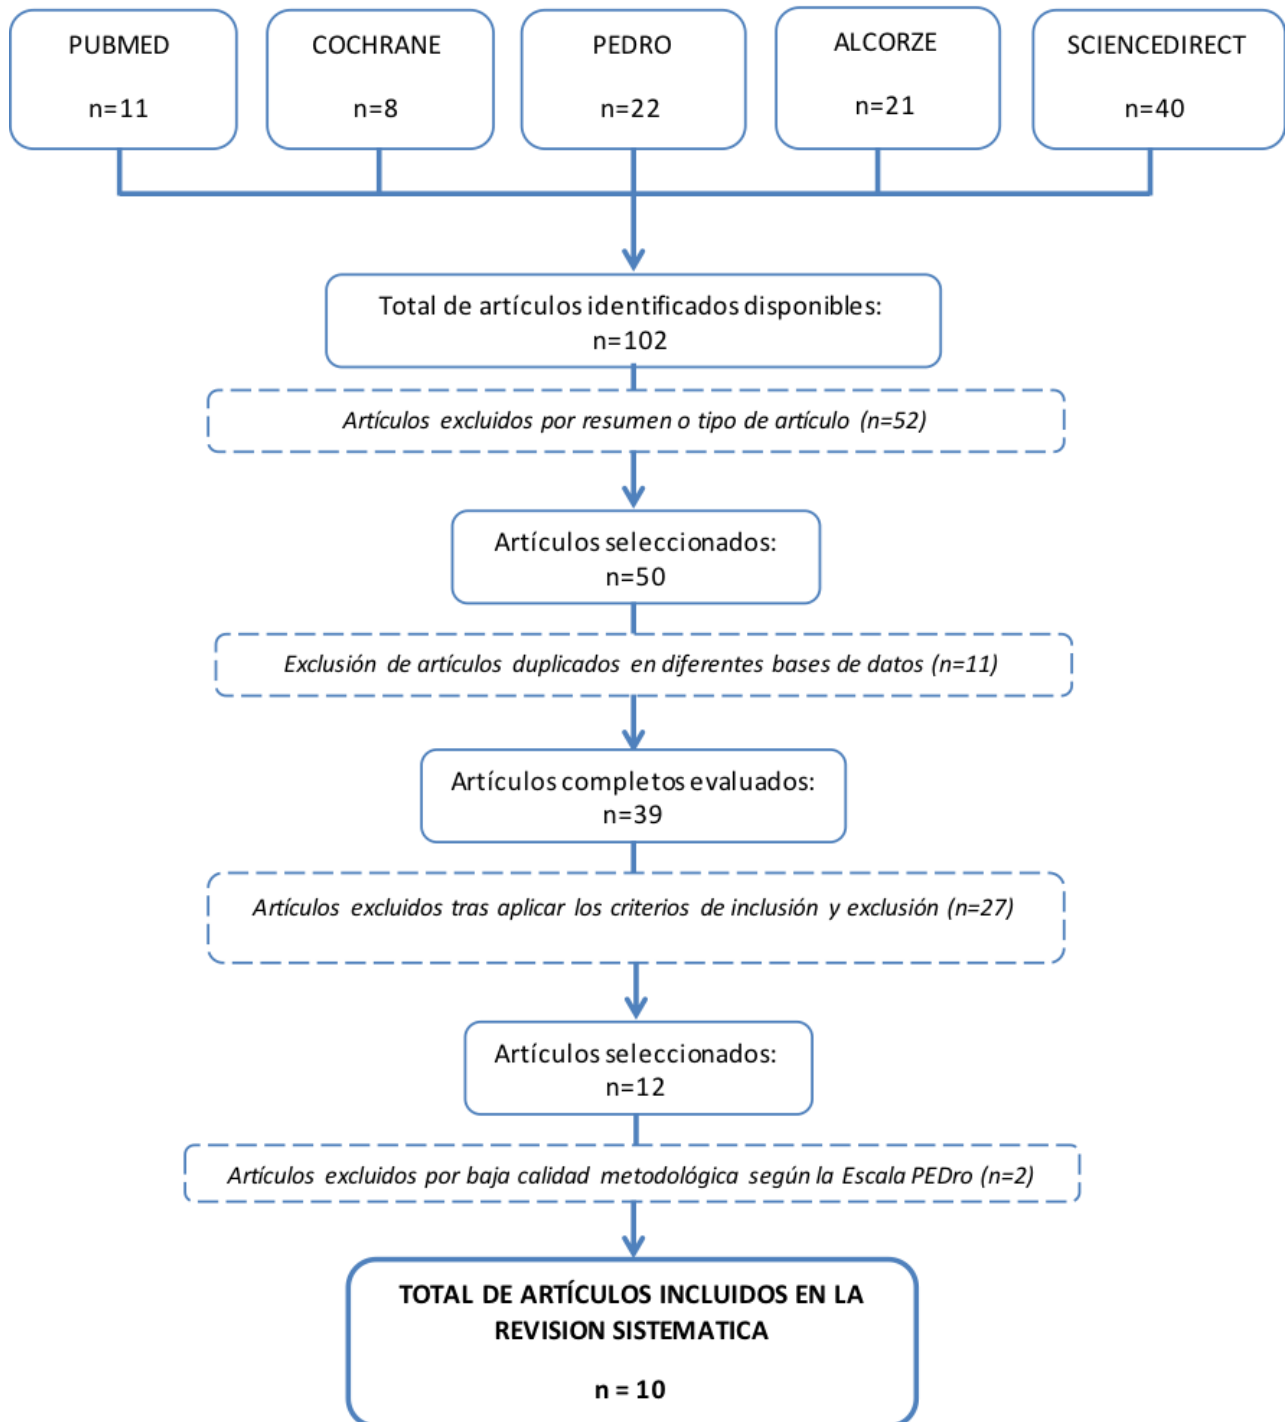 PUBMED
n=11
COCHRANE
n=8
PEDRO
n=22
ALCORZE
n=21
SCIENCEDIRECT
n=40
Total de artículos identificados disponibles:
n=102
Artículos excluidos por resumen o tipo de artículo (n=52)
Artículos seleccionados:
n=50
Exclusión de artículos duplicados en diferentes bases de datos (n=11)
Artículos completos evaluados:
n=39
Artículos excluidos tras aplicar los criterios de inclusión y exclusión (n=27)
Artículos seleccionados:
n=12
Artículos excluidos por baja calidad metodológica según la Escala PEDro (n=2)
TOTAL DE ARTÍCULOS INCLUIDOS EN LA
REVISION SISTEMATICA
n = 10